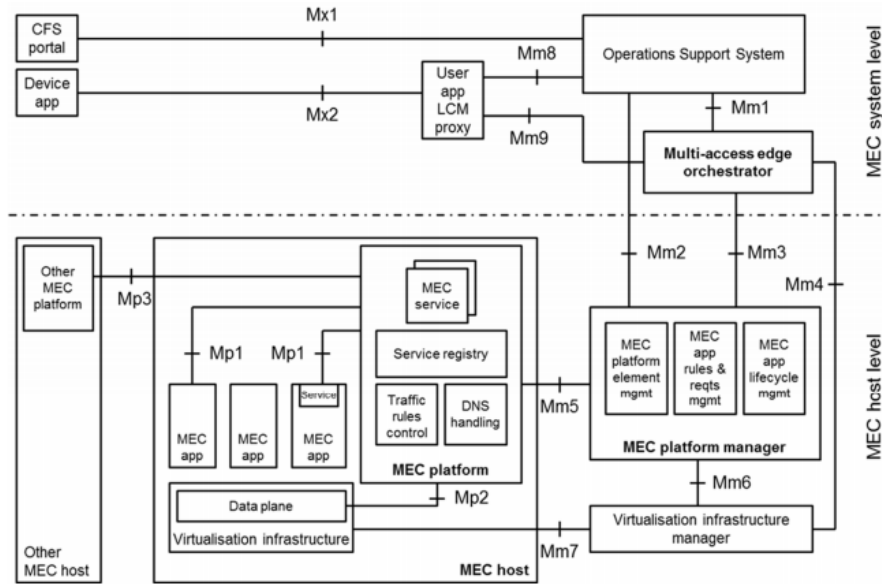 CFS
portal
Mx1
Operations Support System
Device
app
Mx2
User
app
LCM
proxy
Mm8
Mm9
Mm1
Multi-access edge
orchestrator
MEC system level
Other
MEC
platform
Mp3
MEC
service
Mm2
Mm3
Mm4
Mp1
Mp1
Service registry
MEC
platform
element
mgmt
MEC
app
rules &
reqts
mgmt
MEC
app
lifecycle
mgmt
MEC
app
MEC
app
Service
MEC
app
Traffic
rules
control
DNS
handling
Mm5
MEC platform
MEC platform manager
MEC host level
Mp2
Mm6
Data plane
Virtualisation infrastructure
Mm7
Virtualisation infrastructure
manager
Other
MEC host
MEC host